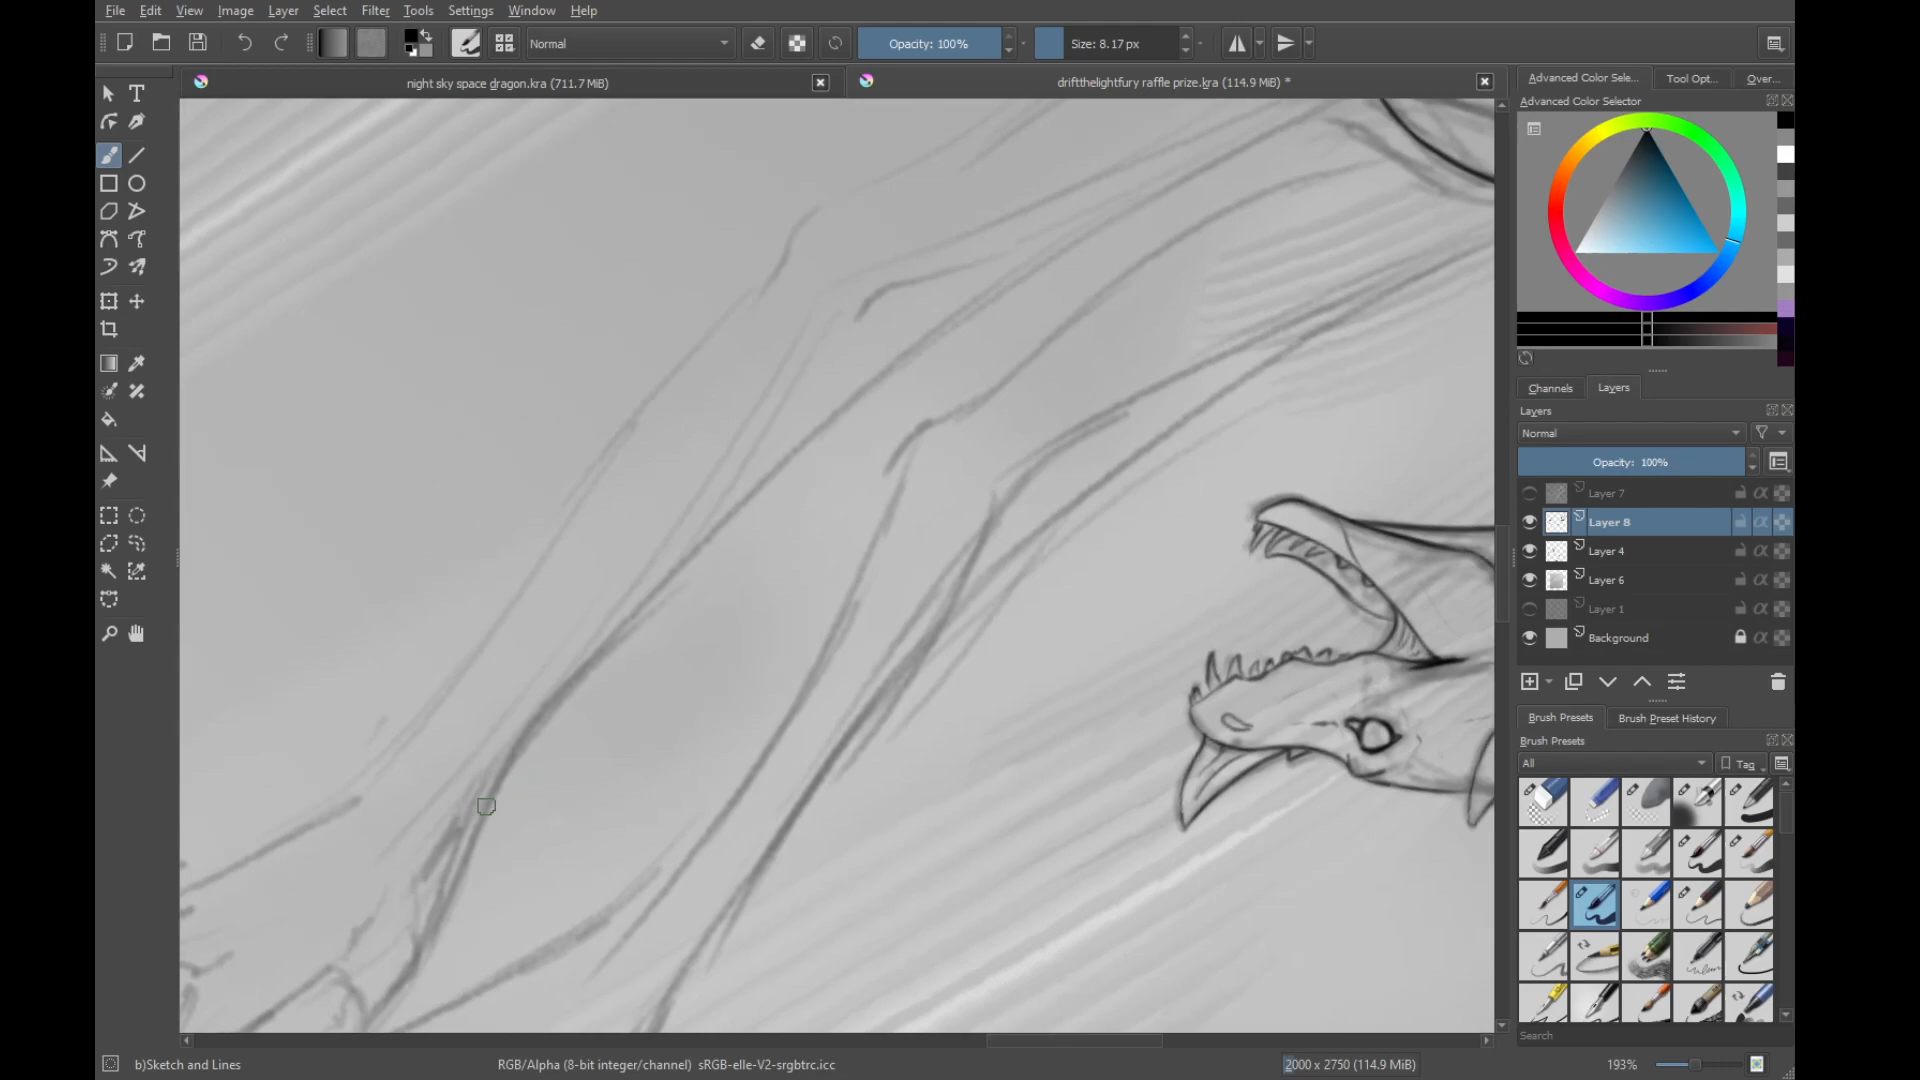 File Edit View Image Layer Select Filter Tools Settings Window Help
Normal
Opacity: 100%
Size: 8.17 px
night sky space dragon.kra (711.7 MiB)
driftthelightfury raffle prize.kra (114.9 MiB) *
Advanced Color Sele... Tool Opt... Over...
Advanced Color Selector
Channels Layers
Layers
Normal
Opacity: 100%
Layer 7
Layer 8
Layer 4
Layer 6
Layer 1
Background
Brush Presets Brush Preset History
Brush Presets
All
Tag
Search
b)Sketch and Lines
RGB/Alpha (8-bit integer/channel) sRGB-elle-V2-srgbtrc.icc
2000 x 2750 (114.9 MiB)
193%